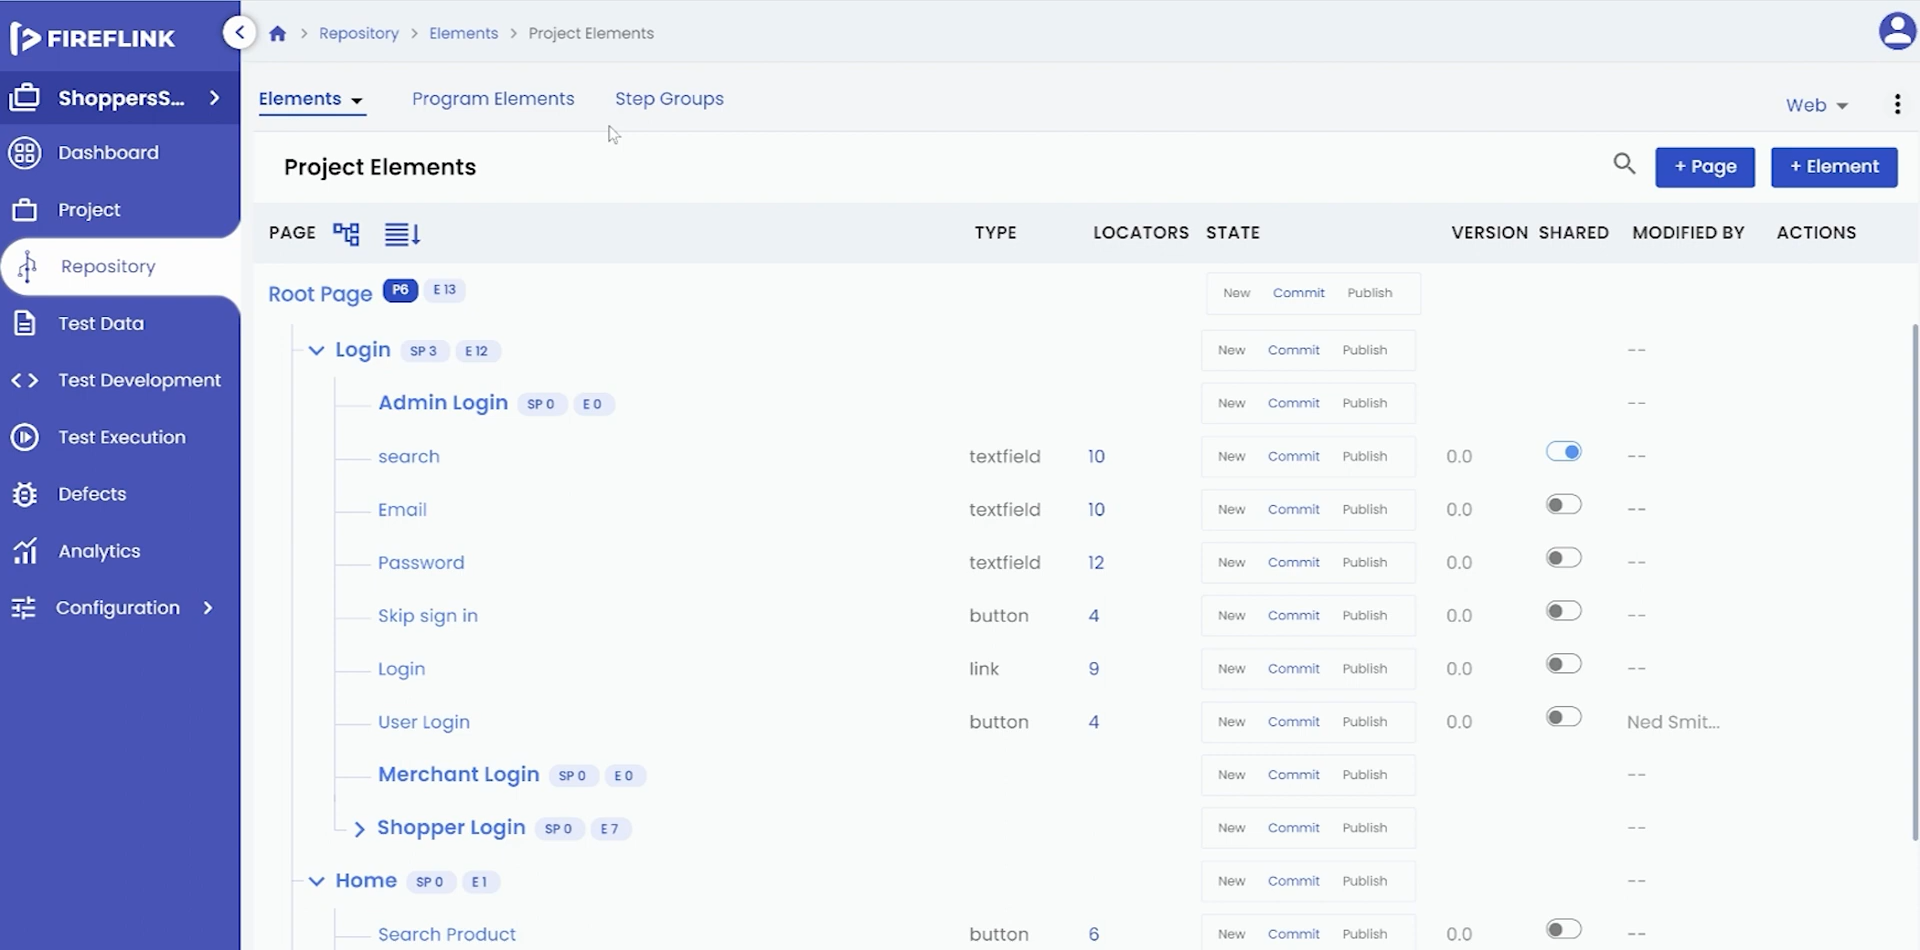 FIREFLINK
ShoppersS...
Dashboard
Project
Repository
Test Data
Test Development
Test Execution
Defects
Analytics
Configuration
Repository > Elements > Project Elements
Elements Program Elements Step Groups Web
Project Elements + Page + Element
PAGE TYPE LOCATORS STATE VERSION SHARED MODIFIED BY ACTIONS
Root Page P6 E 13 New Commit Publish
Login SP 3 E 12 New Commit Publish --
Admin Login SP 0 E 0 New Commit Publish --
search textfield 10 New Commit Publish 0.0 --
Email textfield 10 New Commit Publish 0.0 --
Password textfield 12 New Commit Publish 0.0 --
Skip sign in button 4 New Commit Publish 0.0 --
Login link 9 New Commit Publish 0.0 --
User Login button 4 New Commit Publish 0.0 Ned Smit...
Merchant Login SP 0 E 0 New Commit Publish --
Shopper Login SP 0 E 7 New Commit Publish --
Home SP 0 E 1 New Commit Publish --
Search Product button 6 New Commit Publish 0.0 --